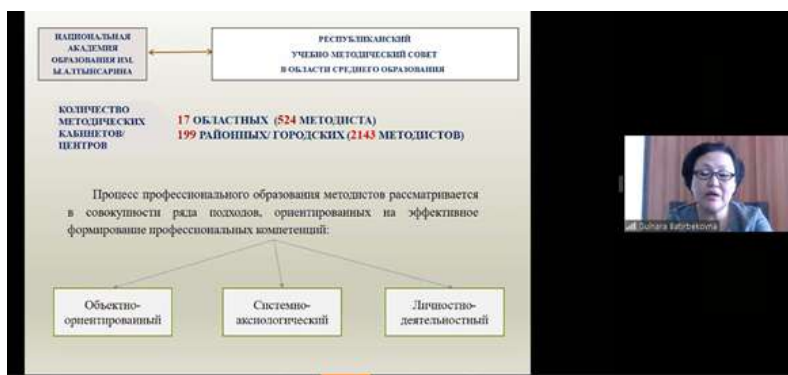 НАЦИОНАЛЬНАЯ
АКАДЕМИЯ
ОБРАЗОВАНИЯ ИМ.
Ы.АЛТЫНСАРИНА
РЕСПУБЛИКАНСКИЙ
УЧЕБНО-МЕТОДИЧЕСКИЙ СОВЕТ
В ОБЛАСТИ СРЕДНЕГО ОБРАЗОВАНИЯ
КОЛИЧЕСТВО
МЕТОДИЧЕСКИХ
КАБИНЕТОВ/
ЦЕНТРОВ
17 ОБЛАСТНЫХ (524 МЕТОДИСТА)
199 РАЙОННЫХ/ ГОРОДСКИХ (2143 МЕТОДИСТОВ)
Процесс профессионального образования методистов рассматривается
в совокупности ряда подходов, ориентированных на эффективное
формирование профессиональных компетенций:
Объектно-
ориентированный
Системно-
аксиологический
Личностно-
деятельностный
Gulnara Batirbekovna